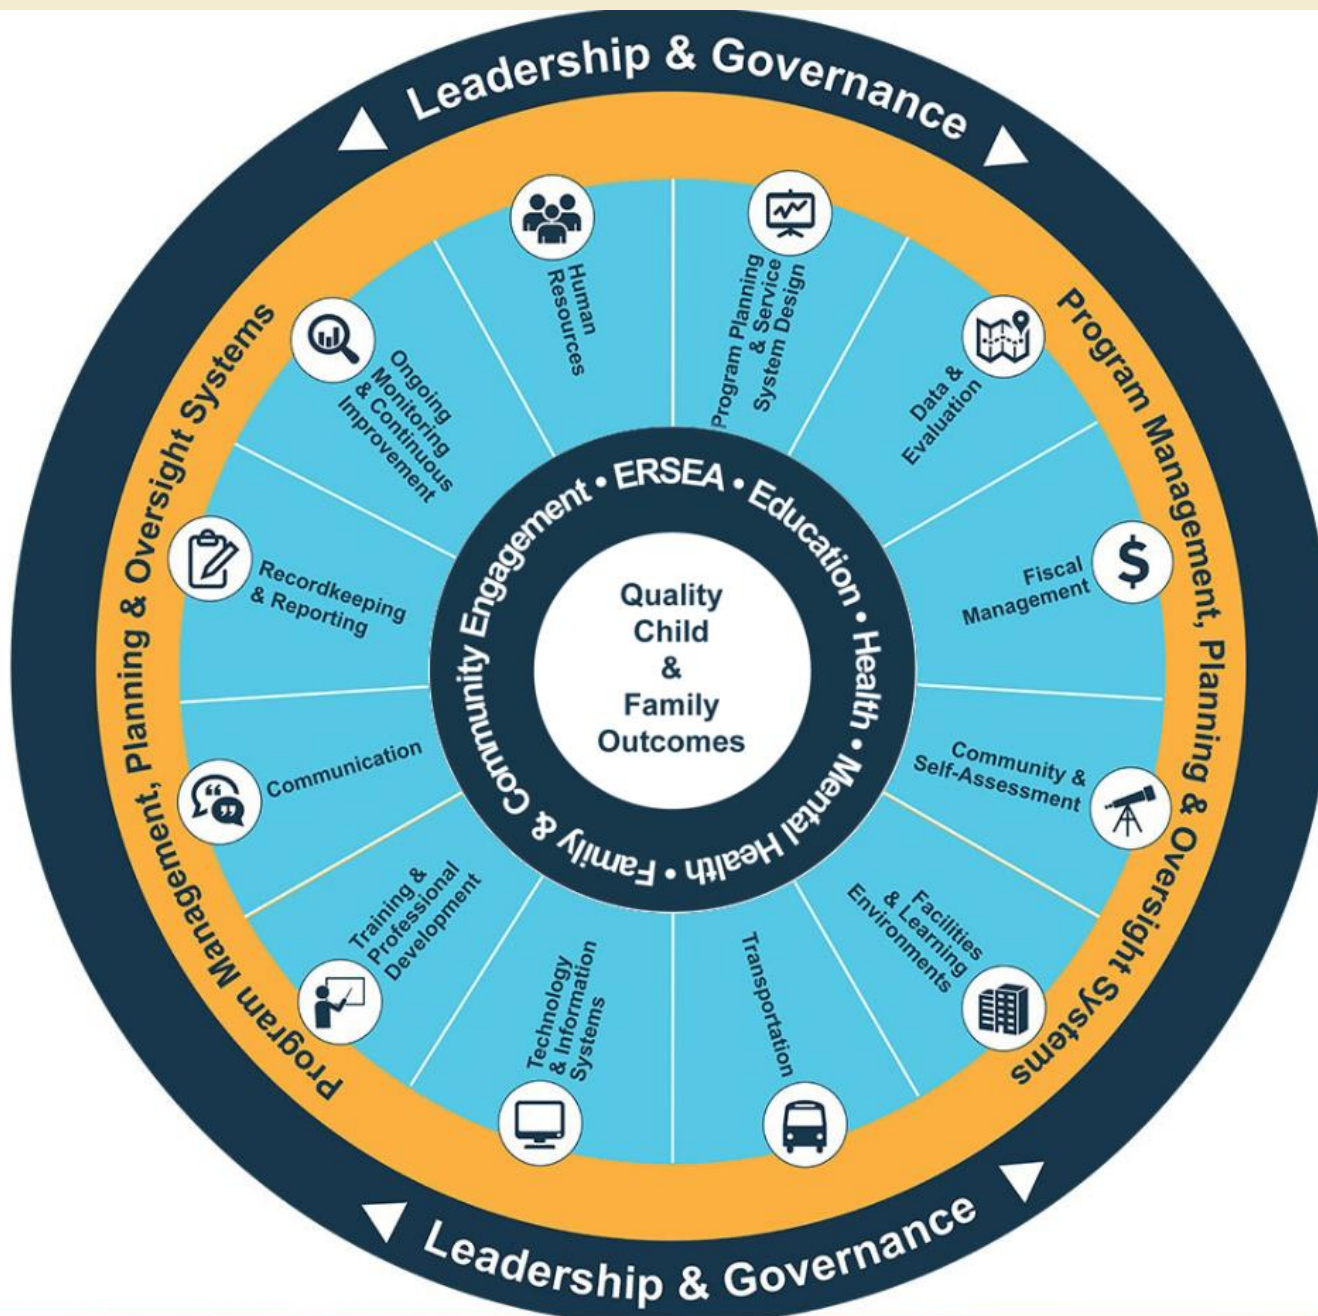 Leadership & Governance
Program Management, Planning & Oversight Systems
Program Management, Planning & Oversight Systems
Human
Resources
Program Planning
& Service
System Design
Data &
Evaluation
Fiscal
Management
Community &
Self-Assessment
Facilities
& Learning
Environments
Transportation
Technology
& Information
Systems
Training &
Professional
Development
Communication
Recordkeeping
& Reporting
Ongoing
Monitoring
& Continuous
Improvement
Family & Community Engagement • ERSEA • Education • Health • Mental Health •
Quality
Child
&
Family
Outcomes
$
Leadership & Governance